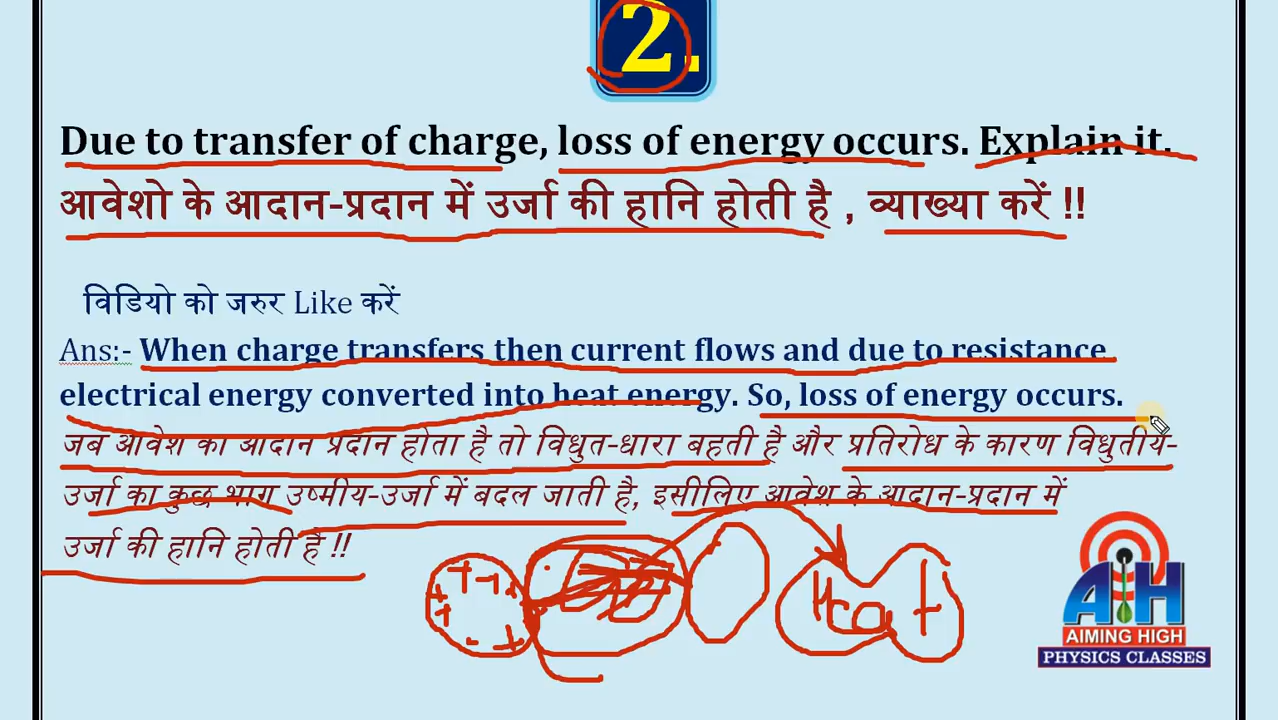 2.
Due to transfer of charge, loss of energy occurs. Explain it.
आवेशो के आदान-प्रदान में उर्जा की हानि होती है , व्याख्या करें !!
विडियो को जरुर Like करें
Ans:- When charge transfers then current flows and due to resistance
electrical energy converted into heat energy. So, loss of energy occurs.
जब आवेश का आदान प्रदान होता है तो विधुत-धारा बहती है और प्रतिरोध के कारण विधुतीय-
उर्जा का कुछ भाग उष्मीय-उर्जा में बदल जाती है, इसीलिए आवेश के आदान-प्रदान में
उर्जा की हानि होती है !!
Heat
AH
AIMING HIGH
PHYSICS CLASSES